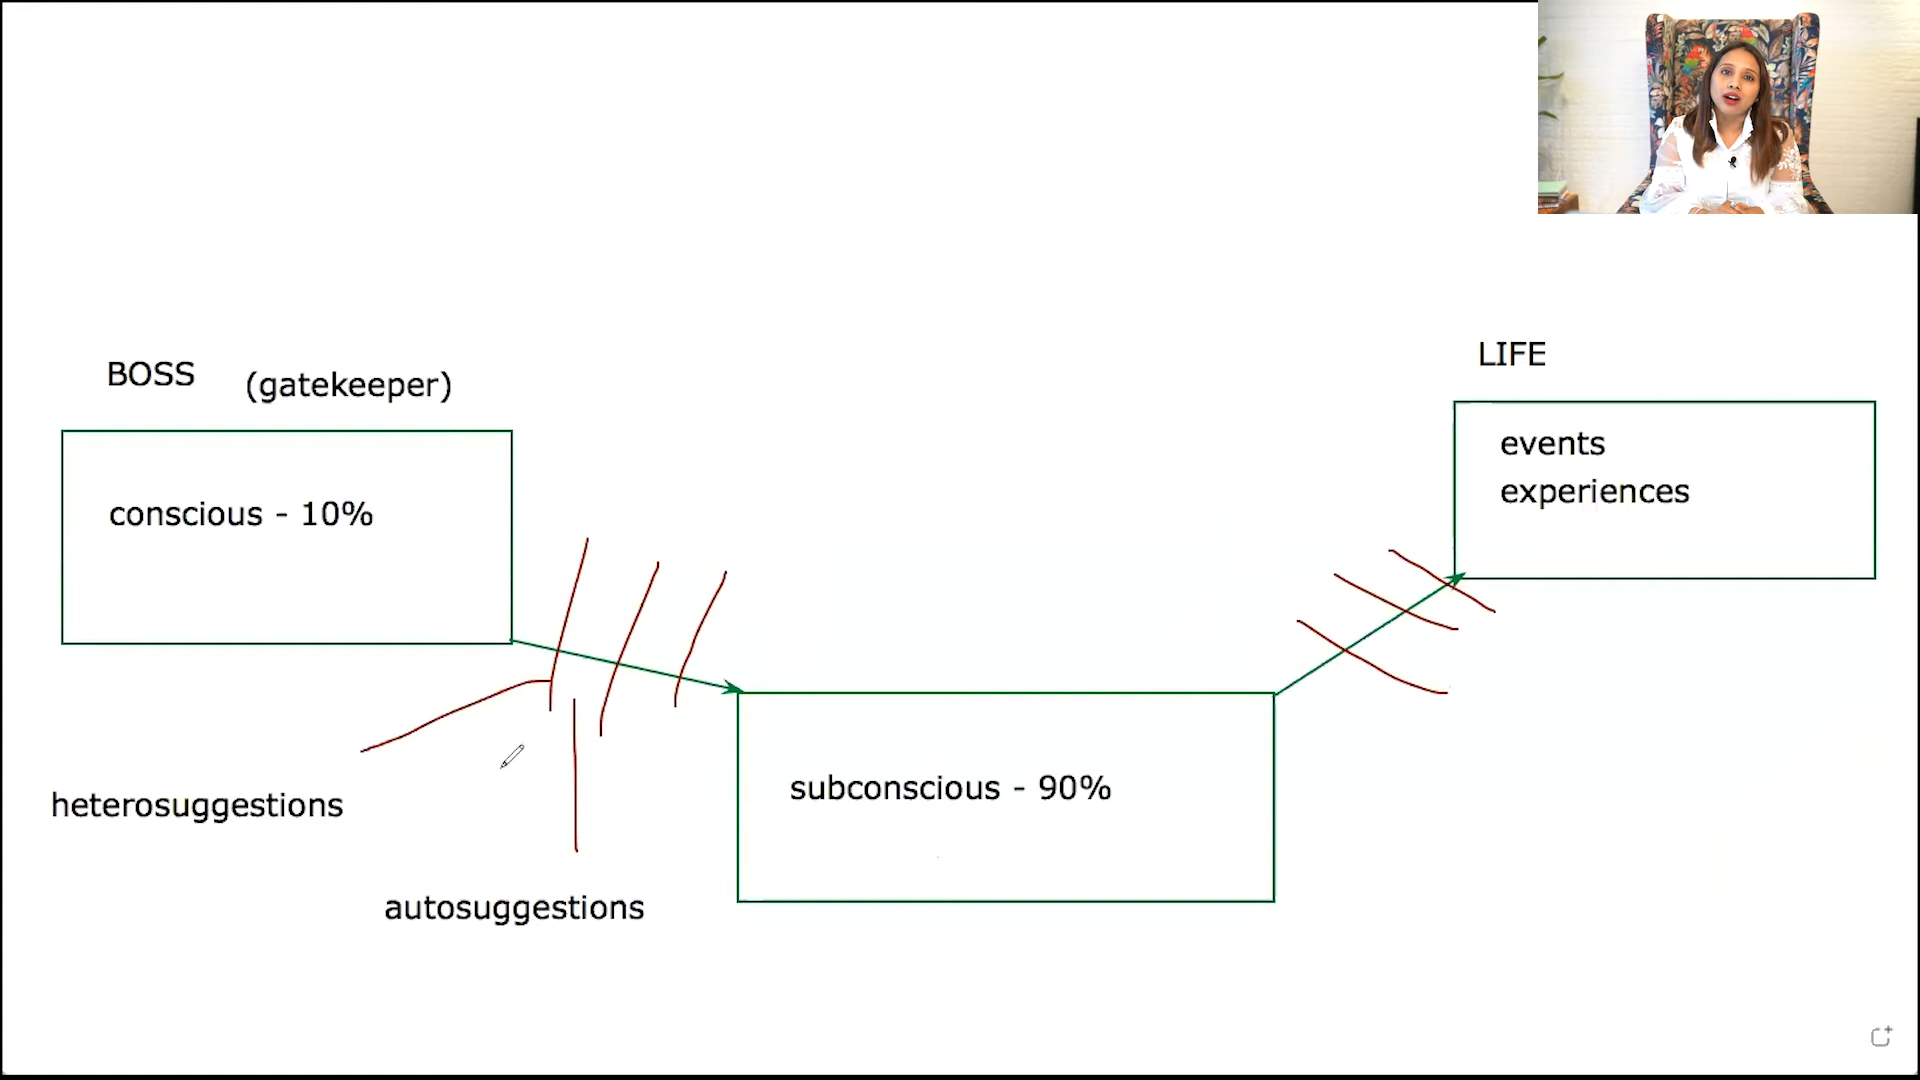 BOSS (gatekeeper)
conscious - 10%
heterosuggestions
autosuggestions
subconscious - 90%
LIFE
events
experiences